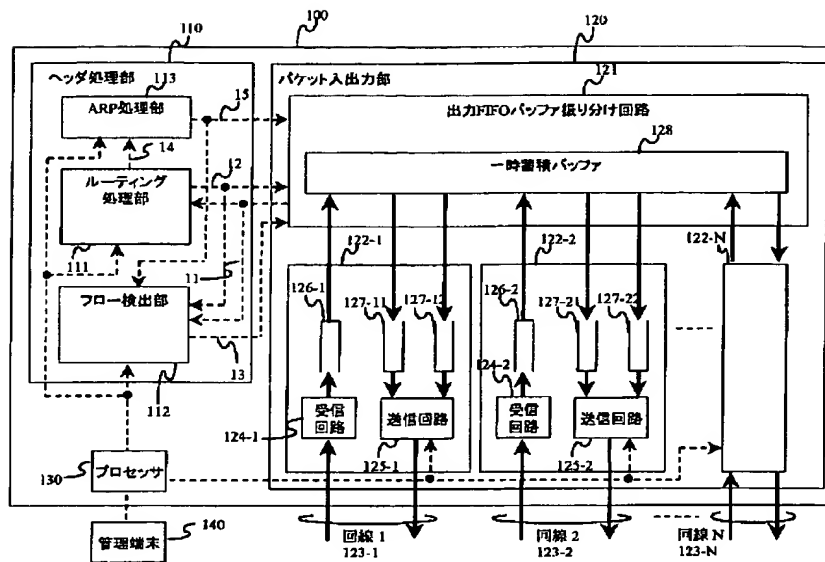 100
110
120
ヘッダ処理部
113
ARP処理部
15
パケット入出力部
121
出力FIFOバッファ振り分け回路
14
12
128
一時蓄積バッファ
ルーティング
処理部
111
11
122-1
122-2
122-N
フロー検出部
126-1
127-11
127-12
126-2
127-21
127-22
13
112
124-2
受信
回路
送信回路
受信
回路
送信回路
124-1
125-1
125-2
130
プロセッサ
140
管理端末
回線 1
123-1
回線 2
123-2
回線 N
123-N